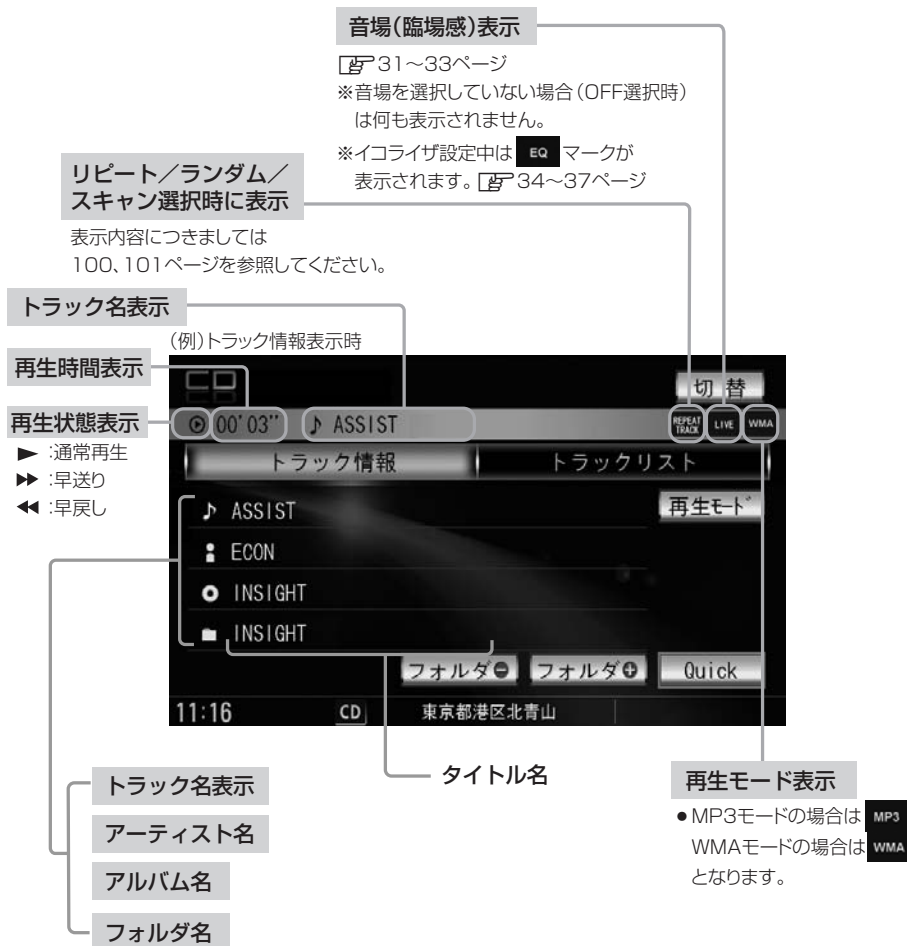 音場(臨場感)表示
31～33ページ
※音場を選択していない場合(OFF選択時)
は何も表示されません。
※イコライザ設定中は EQ マークが
表示されます。 34～37ページ
リピート／ランダム／
スキャン選択時に表示
表示内容につきましては
100、101ページを参照してください。
トラック名表示
(例)トラック情報表示時
再生時間表示
再生状態表示
▶ :通常再生
▶▶ :早送り
◀◀ :早戻し
CD
切 替
00'03" ♪ ASSIST
REPEAT TRACK
LIVE
WMA
トラック情報
トラックリスト
♪ ASSIST
再生モード
ECON
INSIGHT
INSIGHT
フォルダ⊖
フォルダ⊕
Quick
11:16
CD
東京都港区北青山
タイトル名
トラック名表示
アーティスト名
アルバム名
フォルダ名
再生モード表示
●MP3モードの場合は MP3
WMAモードの場合は WMA
となります。